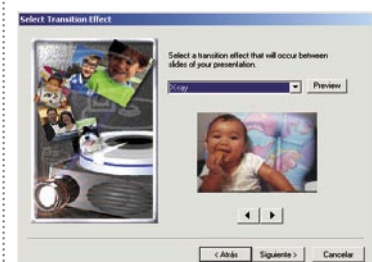 Select Transition Effect
Select a transition effect that will occur between
slides of your presentation.
X-ray
Preview
< Atrás
Siguiente >
Cancelar